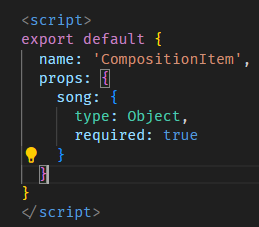 <script>
export default {
  name: 'CompositionItem',
  props: {
    song: {
      type: Object,
      required: true
    }
  }
}
</script>